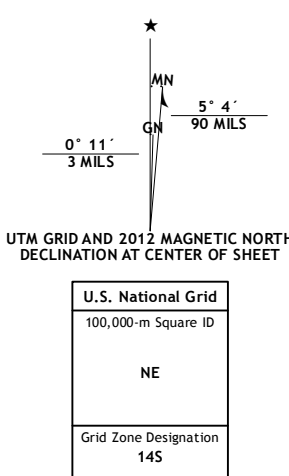 MN
GN
0° 11´
3 MILS
5° 4´
90 MILS
UTM GRID AND 2012 MAGNETIC NORTH
DECLINATION AT CENTER OF SHEET
U.S. National Grid
100,000-m Square ID
NE
Grid Zone Designation
14S